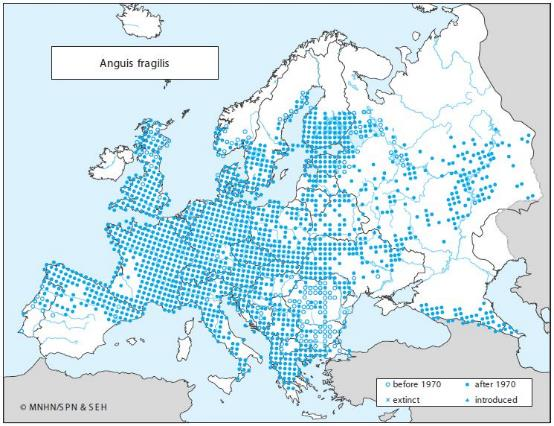 Anguis fragilis
before 1970 after 1970
extinct introduced
© MNHN/SPN & SEH